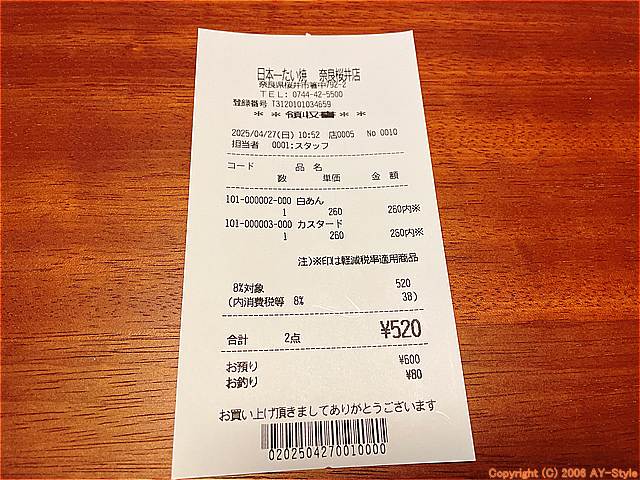 日本一たい焼 奈良桜井店
奈良県桜井市箸中792-2
TEL: 0744-42-5500
登録番号 T3120101034659
＊＊領収書＊＊
2025/04/27(日) 10:52 店0005 No 0010
担当者 0001:スタッフ
コード 品 名
数 単価 金 額
101-000002-000 白あん
1 260 260内※
101-000003-000 カスタード
1 260 260内※
注)※印は軽減税率適用商品
8%対象 520
(内消費税等 8% 38)
合計 2点 ¥520
お預り ¥600
お釣り ¥80
お買い上げ頂きましてありがとうございます
0202504270010000
Copyright (C) 2006 AY-Style